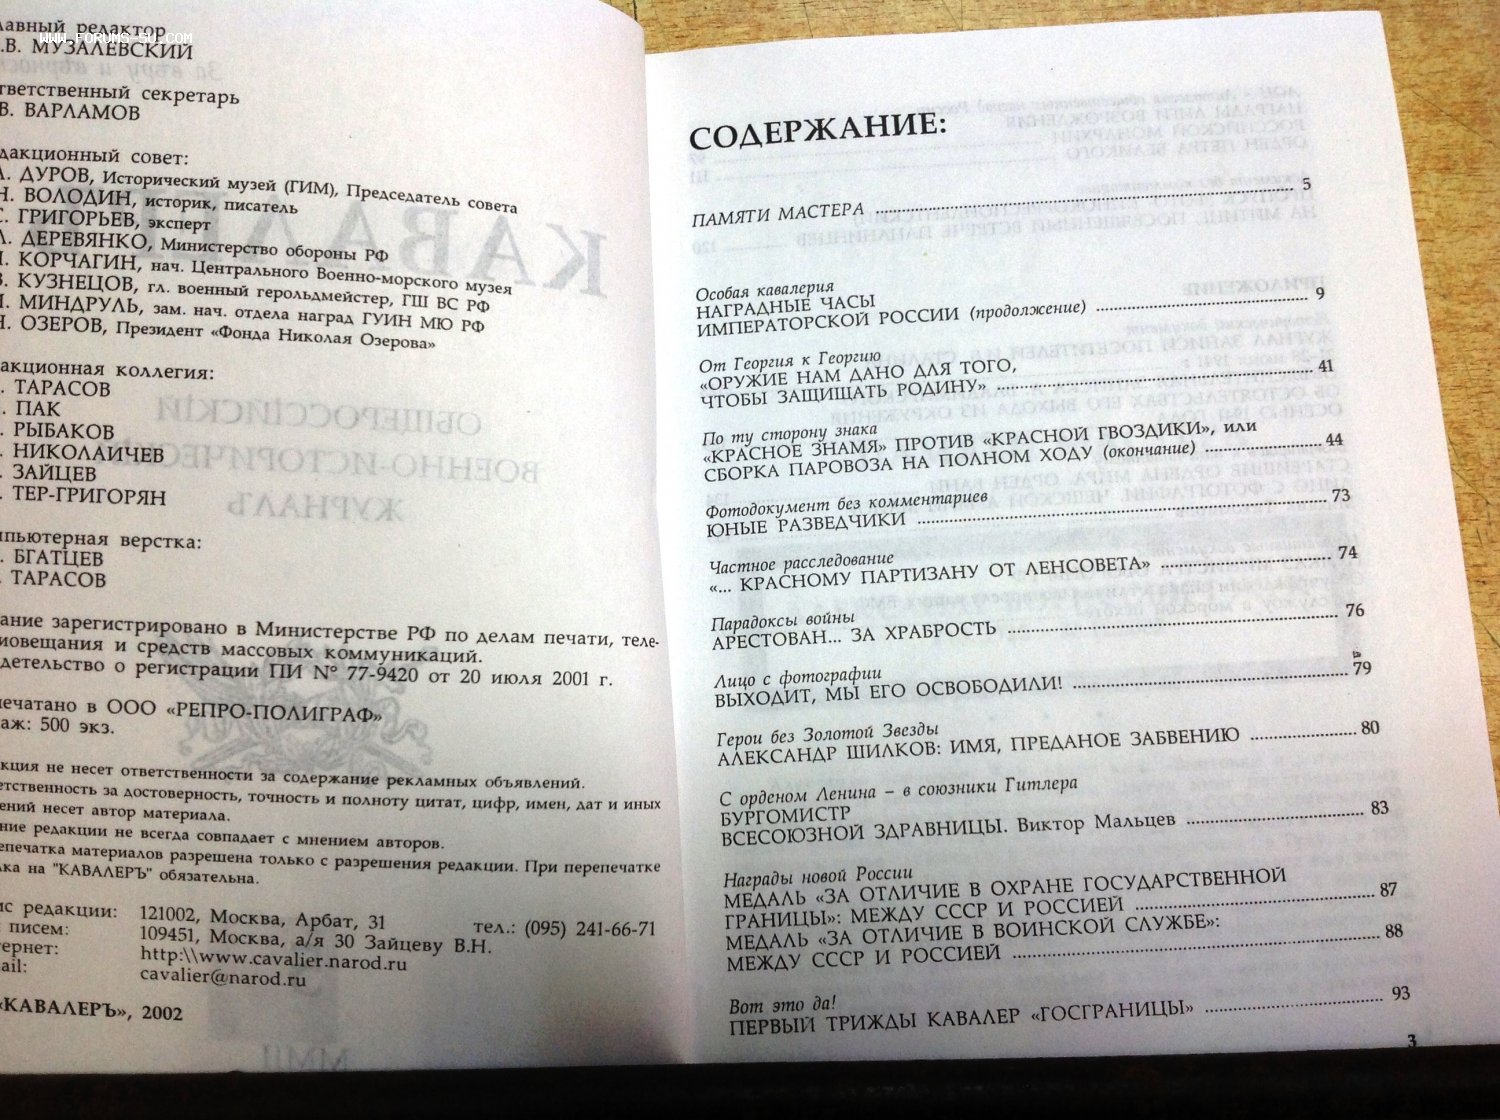 www.forums-su.com
лавный редактор
.В. МУЗАЛЕВСКИЙ
тветственный секретарь
В. ВАРЛАМОВ
дакционный совет:
. ДУРОВ, Исторический музей (ГИМ), Председатель совета
Н. ВОЛОДИН, историк, писатель
С. ГРИГОРЬЕВ, эксперт
. ДЕРЕВЯНКО, Министерство обороны РФ
. КОРЧАГИН, нач. Центрального Военно-морского музея
В. КУЗНЕЦОВ, гл. военный герольдмейстер, ГШ ВС РФ
. МИНДРУЛЬ, зам. нач. отдела наград ГУИН МЮ РФ
Н. ОЗЕРОВ, Президент «Фонда Николая Озерова»
дакционная коллегия:
. ТАРАСОВ
. ПАК
. РЫБАКОВ
. НИКОЛАИЧЕВ
. ЗАЙЦЕВ
. ТЕР-ГРИГОРЯН
мпьютерная верстка:
. БГАТЦЕВ
. ТАРАСОВ
ание зарегистрировано в Министерстве РФ по делам печати, теле-
иовещания и средств массовых коммуникаций.
детельство о регистрации ПИ № 77-9420 от 20 июля 2001 г.
печатано в ООО «РЕПРО-ПОЛИГРАФ»
аж: 500 экз.
кция не несет ответственности за содержание рекламных объявлений.
етственность за достоверность, точность и полноту цитат, цифр, имен, дат и иных
ений несет автор материала.
ние редакции не всегда совпадает с мнением авторов.
епечатка материалов разрешена только с разрешения редакции. При перепечатке
лка на "КАВАЛЕРЪ" обязательна.
ис редакции: 121002, Москва, Арбат, 31 тел.: (095) 241-66-71
писем: 109451, Москва, а/я 30 Зайцеву В.Н.
тернет: http:\\www.cavalier.narod.ru
ail: cavalier@narod.ru
«КАВАЛЕРЪ», 2002
СОДЕРЖАНИЕ:
ПАМЯТИ МАСТЕРА ..... 5
Особая кавалерия
НАГРАДНЫЕ ЧАСЫ
ИМПЕРАТОРСКОЙ РОССИИ (продолжение) ..... 9
От Георгия к Георгию
«ОРУЖИЕ НАМ ДАНО ДЛЯ ТОГО,
ЧТОБЫ ЗАЩИЩАТЬ РОДИНУ» ..... 41
По ту сторону знака
«КРАСНОЕ ЗНАМЯ» ПРОТИВ «КРАСНОЙ ГВОЗДИКИ», или
СБОРКА ПАРОВОЗА НА ПОЛНОМ ХОДУ (окончание) ..... 44
Фотодокумент без комментариев
ЮНЫЕ РАЗВЕДЧИКИ ..... 73
Частное расследование
«... КРАСНОМУ ПАРТИЗАНУ ОТ ЛЕНСОВЕТА» ..... 74
Парадоксы войны
АРЕСТОВАН... ЗА ХРАБРОСТЬ ..... 76
Лицо с фотографии
ВЫХОДИТ, МЫ ЕГО ОСВОБОДИЛИ! ..... 79
Герои без Золотой Звезды
АЛЕКСАНДР ШИЛКОВ: ИМЯ, ПРЕДАНОЕ ЗАБВЕНИЮ ..... 80
С орденом Ленина – в союзники Гитлера
БУРГОМИСТР
ВСЕСОЮЗНОЙ ЗДРАВНИЦЫ. Виктор Мальцев ..... 83
Награды новой России
МЕДАЛЬ «ЗА ОТЛИЧИЕ В ОХРАНЕ ГОСУДАРСТВЕННОЙ
ГРАНИЦЫ»: МЕЖДУ СССР И РОССИЕЙ ..... 87
МЕДАЛЬ «ЗА ОТЛИЧИЕ В ВОИНСКОЙ СЛУЖБЕ»:
МЕЖДУ СССР И РОССИЕЙ ..... 88
Вот это да!
ПЕРВЫЙ ТРИЖДЫ КАВАЛЕР «ГОСГРАНИЦЫ» ..... 93
3